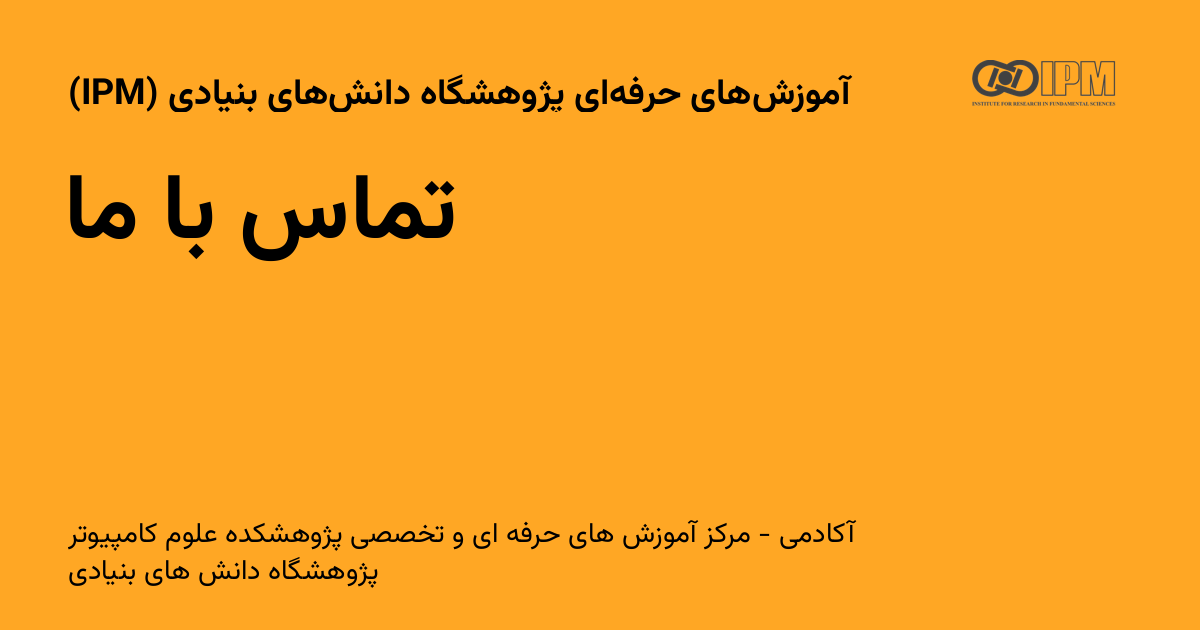 آموزش‌های حرفه‌ای پژوهشگاه دانش‌های بنیادی (IPM)
IPM
INSTITUTE FOR RESEARCH IN FUNDAMENTAL SCIENCES
تماس با ما
آکادمی - مرکز آموزش های حرفه ای و تخصصی پژوهشکده علوم کامپیوتر
پژوهشگاه دانش های بنیادی